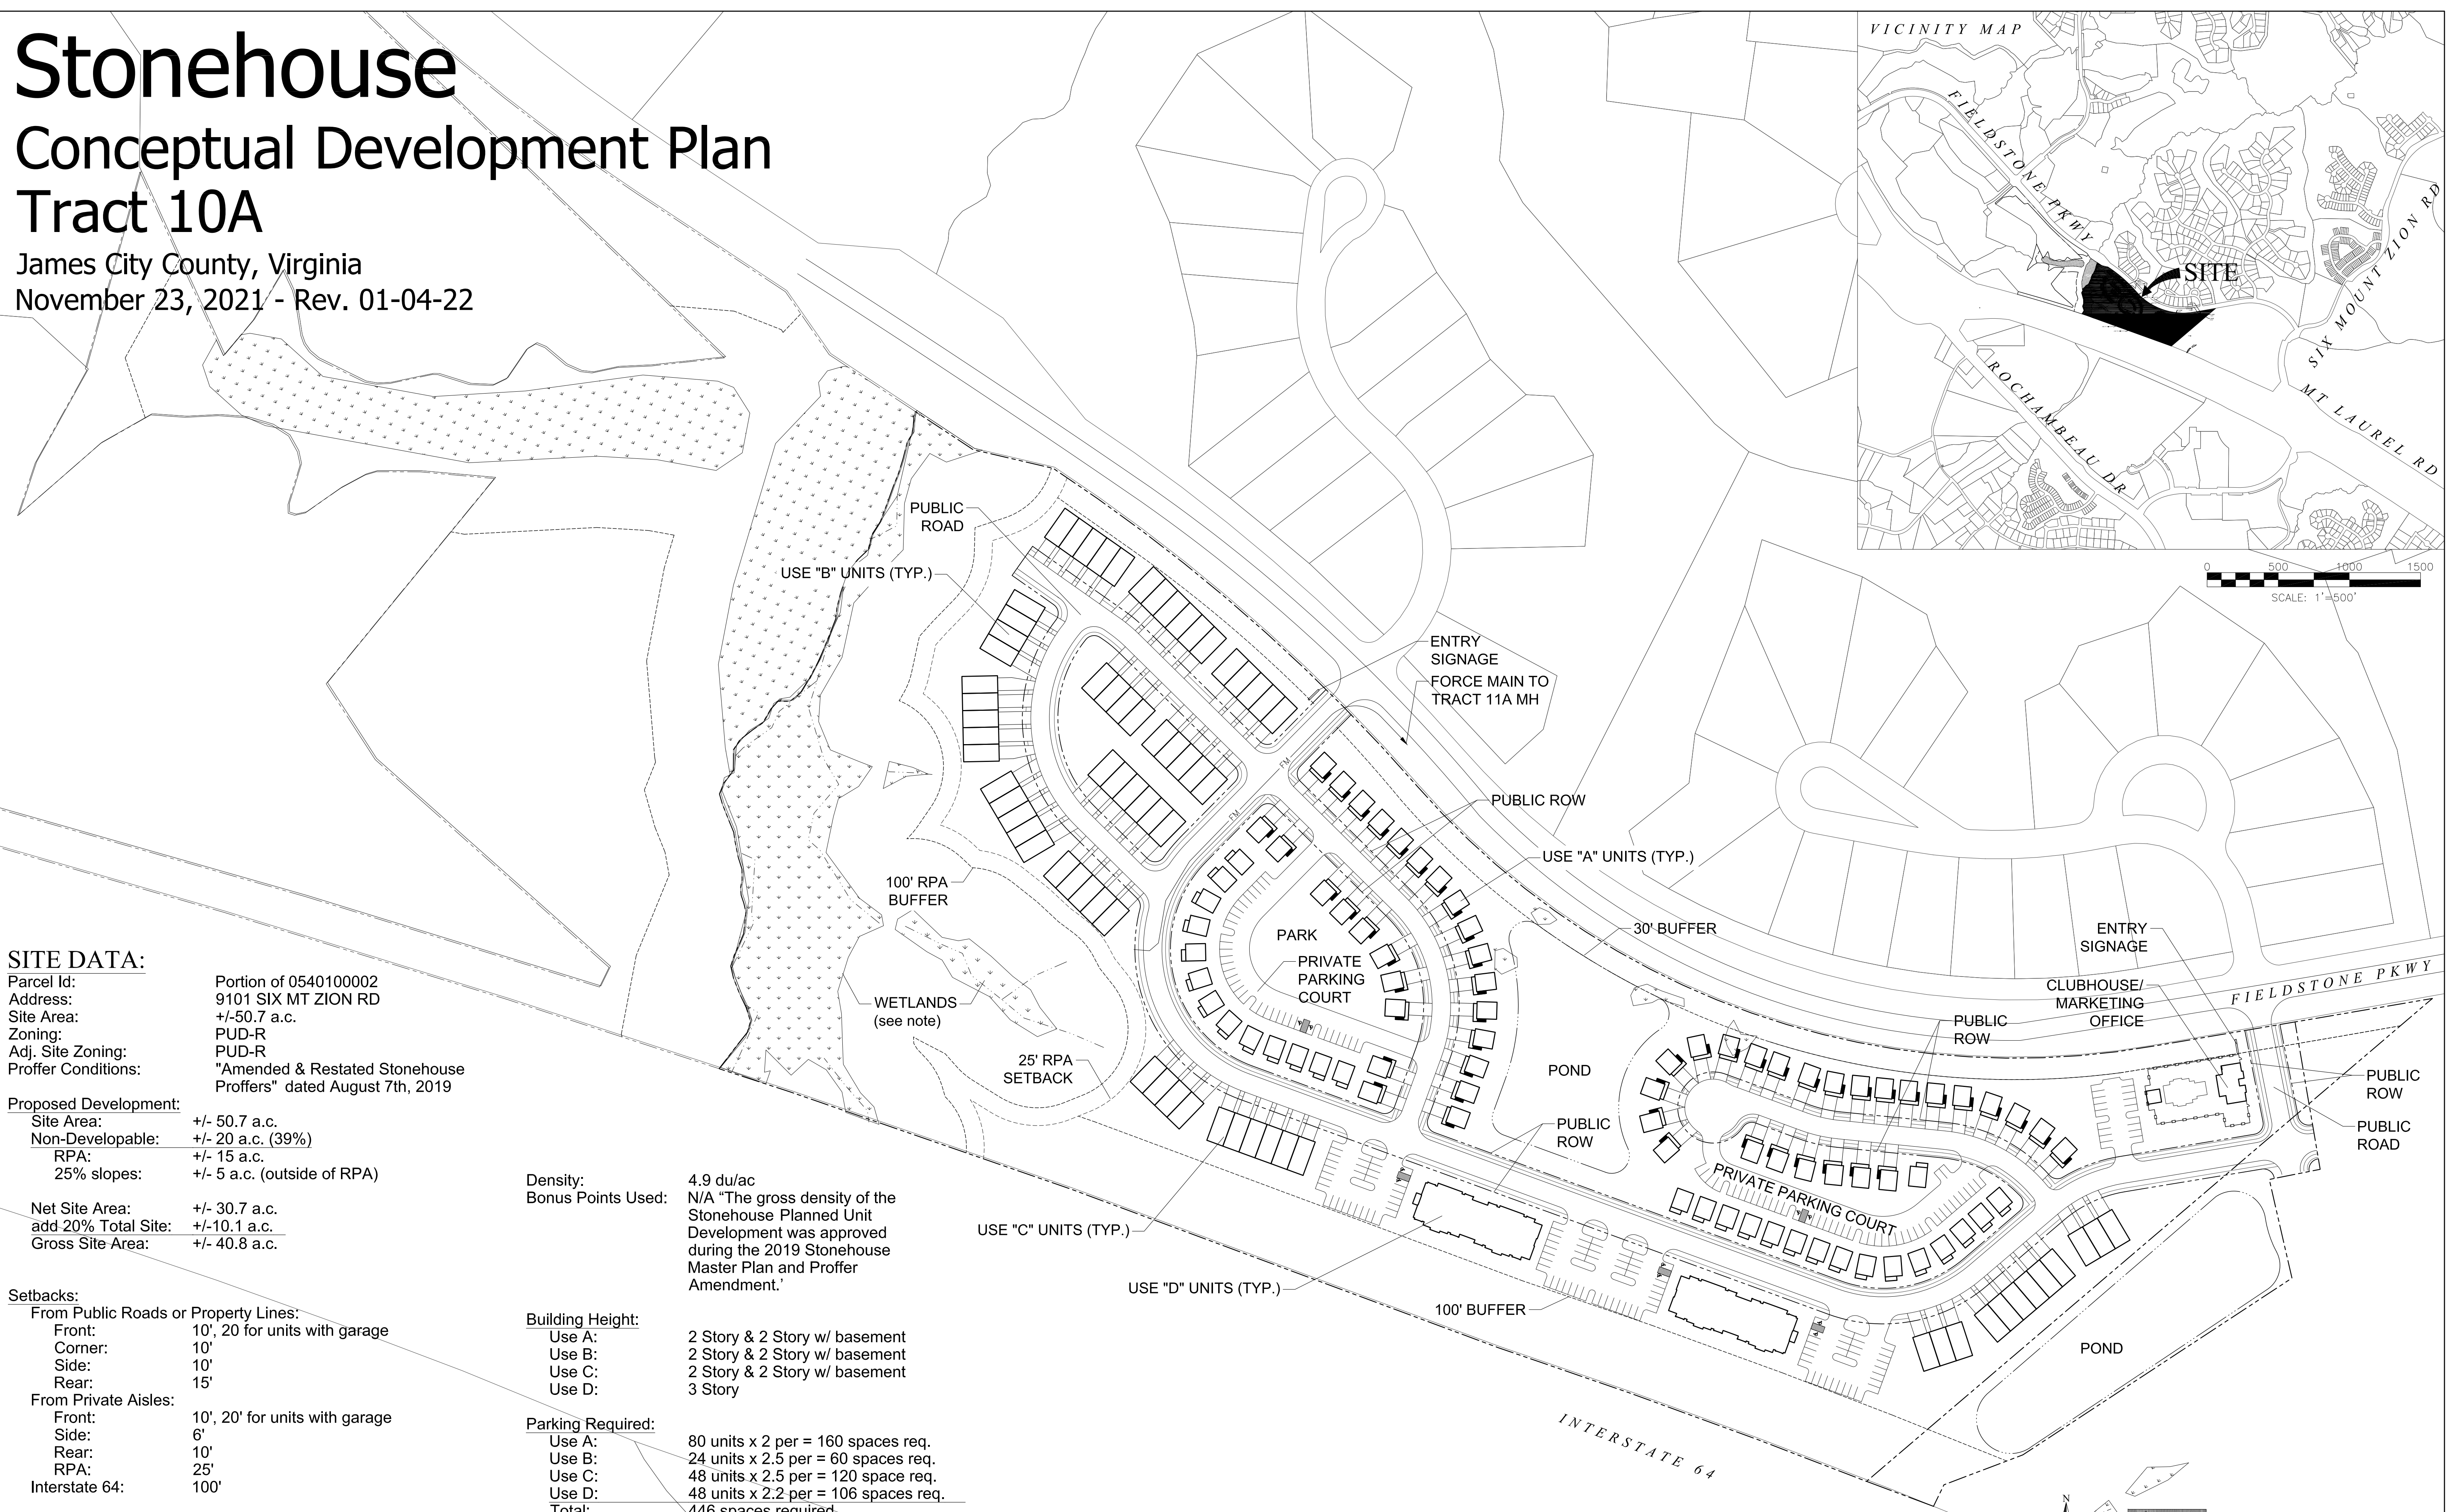 Stonehouse
Conceptual Development Plan
Tract 10A
James City County, Virginia
November 23, 2021 - Rev. 01-04-22
VICINITY MAP
FIELDSTONE PKWY
SITE
SIX MOUNT ZION RD
ROCHAMBEAU DR
MT LAUREL RD
0 500 1000 1500
SCALE: 1'=500'
PUBLIC
ROAD
USE "B" UNITS (TYP.)
ENTRY
SIGNAGE
FORCE MAIN TO
TRACT 11A MH
FM
FM
PUBLIC ROW
USE "A" UNITS (TYP.)
100' RPA
BUFFER
30' BUFFER
PARK
PRIVATE
PARKING
COURT
ENTRY
SIGNAGE
CLUBHOUSE/
MARKETING
OFFICE
FIELDSTONE PKWY
WETLANDS
(see note)
PUBLIC
ROW
25' RPA
SETBACK
POND
PUBLIC
ROW
PUBLIC
ROW
PUBLIC
ROAD
PRIVATE PARKING COURT
USE "C" UNITS (TYP.)
USE "D" UNITS (TYP.)
100' BUFFER
POND
INTERSTATE 64
N
SITE DATA:
Parcel Id: Portion of 0540100002
Address: 9101 SIX MT ZION RD
Site Area: +/-50.7 a.c.
Zoning: PUD-R
Adj. Site Zoning: PUD-R
Proffer Conditions: "Amended & Restated Stonehouse
Proffers" dated August 7th, 2019
Proposed Development:
Site Area: +/- 50.7 a.c.
Non-Developable: +/- 20 a.c. (39%)
RPA: +/- 15 a.c.
25% slopes: +/- 5 a.c. (outside of RPA)
Net Site Area: +/- 30.7 a.c.
add 20% Total Site: +/-10.1 a.c.
Gross Site Area: +/- 40.8 a.c.
Setbacks:
From Public Roads or Property Lines:
Front: 10', 20 for units with garage
Corner: 10'
Side: 10'
Rear: 15'
From Private Aisles:
Front: 10', 20' for units with garage
Side: 6'
Rear: 10'
RPA: 25'
Interstate 64: 100'
Density: 4.9 du/ac
Bonus Points Used: N/A “The gross density of the
Stonehouse Planned Unit
Development was approved
during the 2019 Stonehouse
Master Plan and Proffer
Amendment.’
Building Height:
Use A: 2 Story & 2 Story w/ basement
Use B: 2 Story & 2 Story w/ basement
Use C: 2 Story & 2 Story w/ basement
Use D: 3 Story
Parking Required:
Use A: 80 units x 2 per = 160 spaces req.
Use B: 24 units x 2.5 per = 60 spaces req.
Use C: 48 units x 2.5 per = 120 space req.
Use D: 48 units x 2.2 per = 106 spaces req.
Total: 446 spaces required